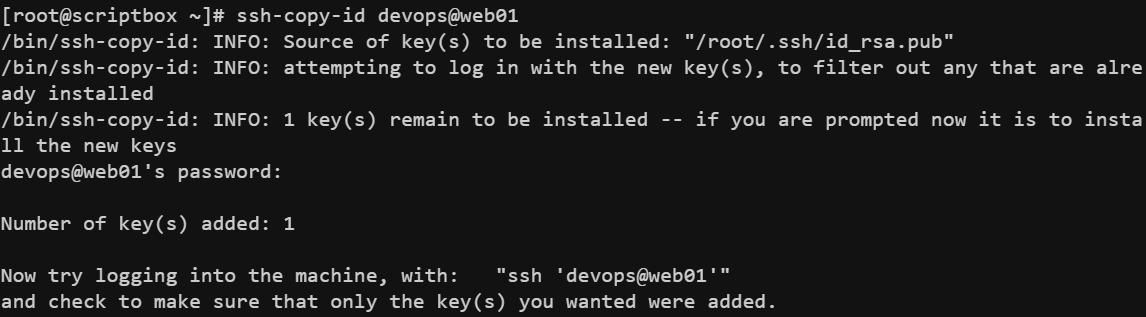 [root@scriptbox ~]# ssh-copy-id devops@web01
/bin/ssh-copy-id: INFO: Source of key(s) to be installed: "/root/.ssh/id_rsa.pub"
/bin/ssh-copy-id: INFO: attempting to log in with the new key(s), to filter out any that are alre
ady installed
/bin/ssh-copy-id: INFO: 1 key(s) remain to be installed -- if you are prompted now it is to insta
ll the new keys
devops@web01's password:

Number of key(s) added: 1

Now try logging into the machine, with:   "ssh 'devops@web01'"
and check to make sure that only the key(s) you wanted were added.